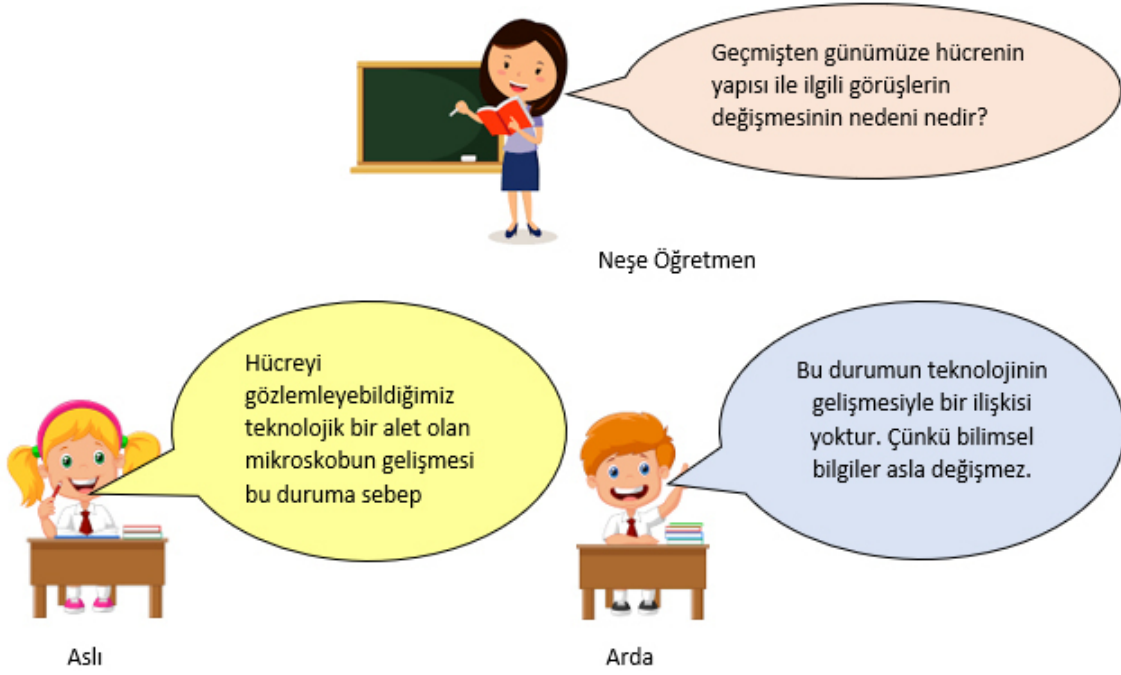 Geçmişten günümüze hücrenin
yapısı ile ilgili görüşlerin
değişmesinin nedeni nedir?
Neşe Öğretmen
Hücreyi
gözlemleyebildiğimiz
teknolojik bir alet olan
mikroskobun gelişmesi
bu duruma sebep
Bu durumun teknolojinin
gelişmesiyle bir ilişkisi
yoktur. Çünkü bilimsel
bilgiler asla değişmez.
Aslı
Arda